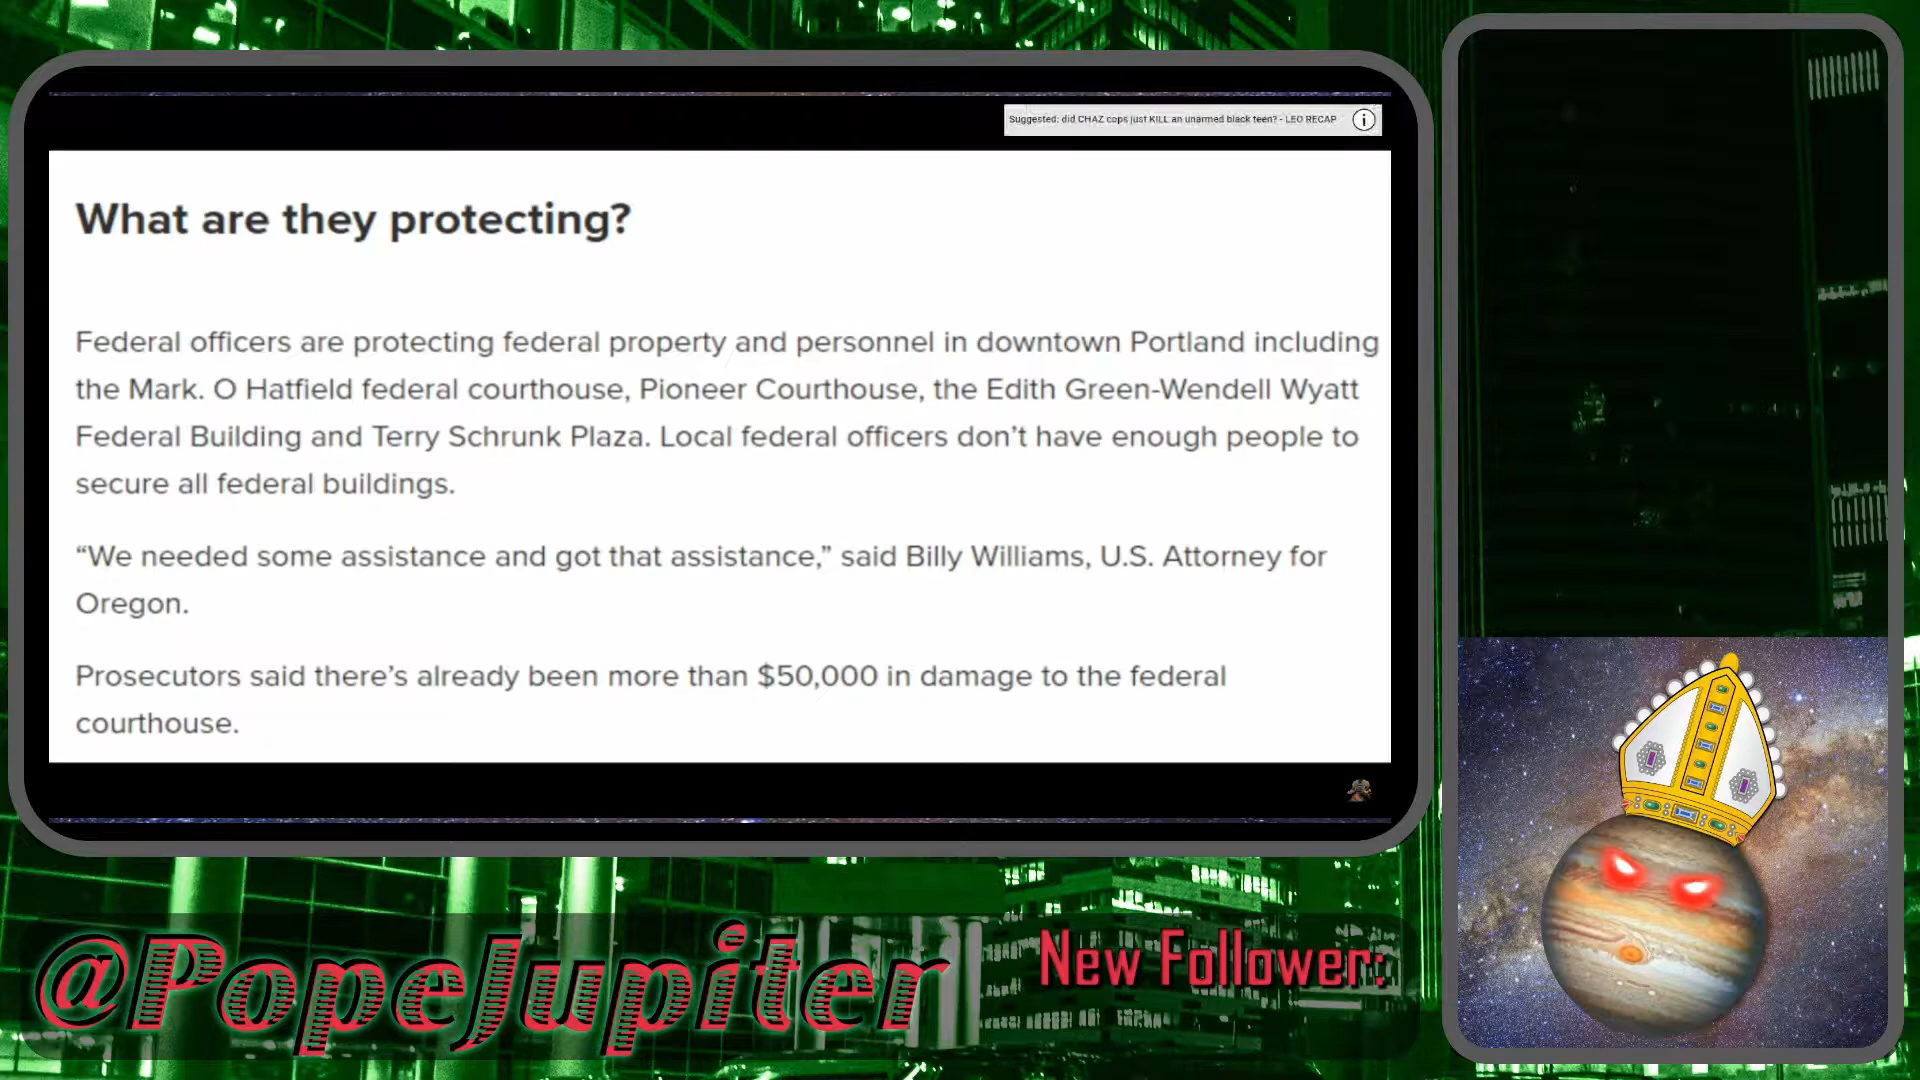 Suggested: did CHAZ cops just KILL an unarmed black teen? - LEO RECAP
What are they protecting?
Federal officers are protecting federal property and personnel in downtown Portland including
the Mark. O Hatfield federal courthouse, Pioneer Courthouse, the Edith Green-Wendell Wyatt
Federal Building and Terry Schrunk Plaza. Local federal officers don’t have enough people to
secure all federal buildings.
“We needed some assistance and got that assistance,” said Billy Williams, U.S. Attorney for
Oregon.
Prosecutors said there’s already been more than $50,000 in damage to the federal
courthouse.
@PopeJupiter
New Follower: